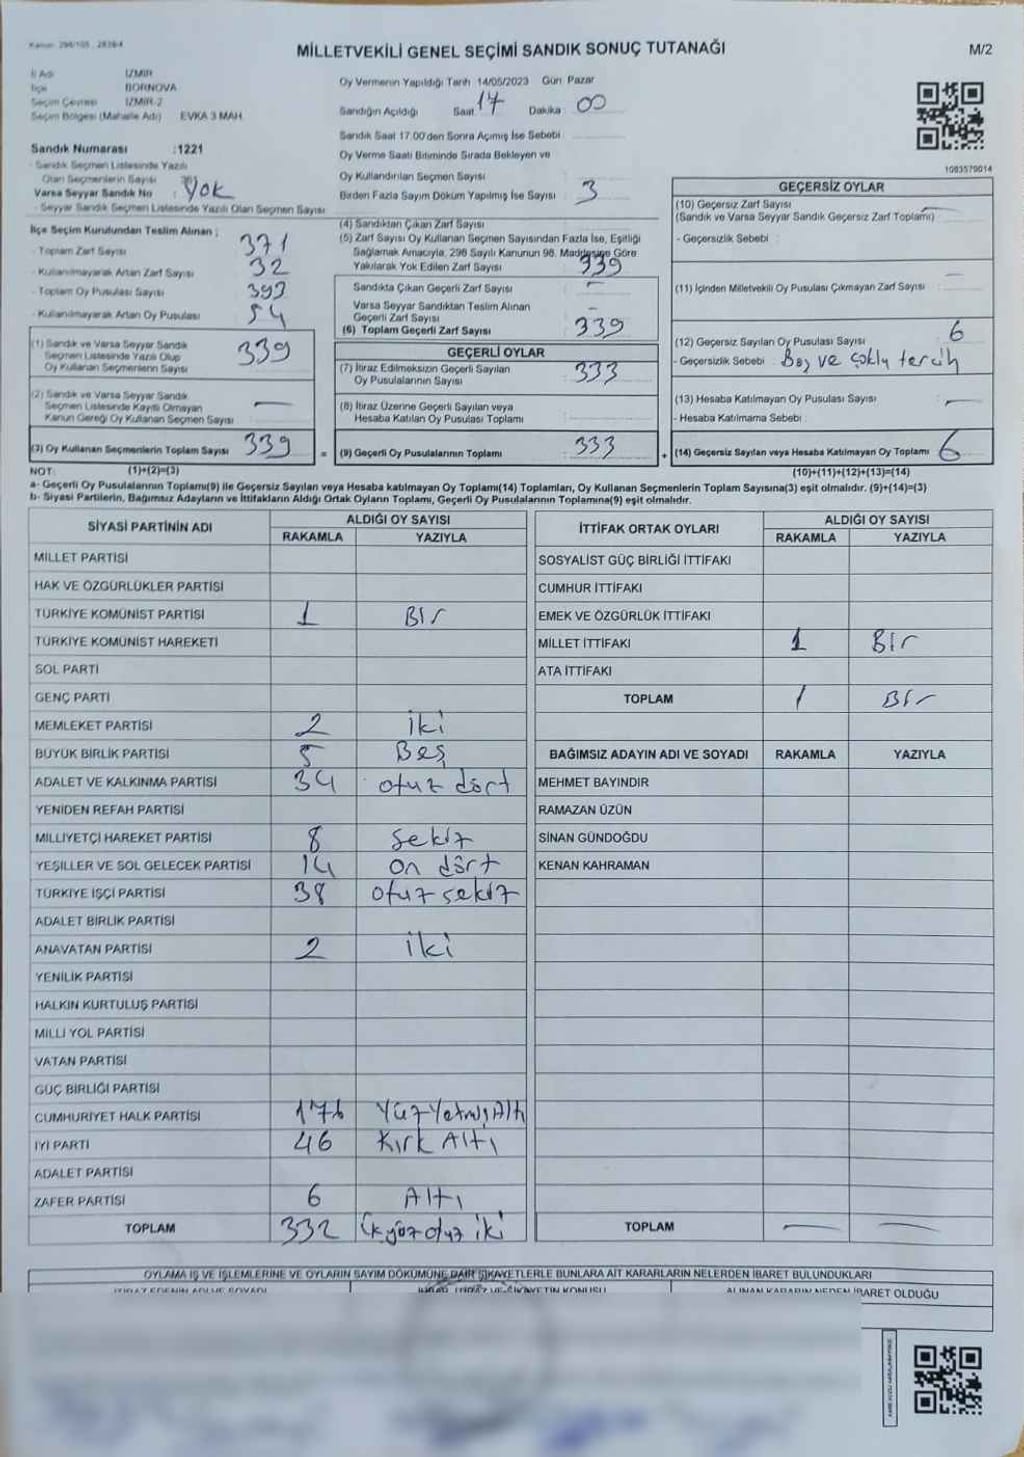 Kanun: 298/105 , 2839/4
MİLLETVEKİLİ GENEL SEÇİMİ SANDIK SONUÇ TUTANAĞI
M/2
İl Adı İZMİR
İlçe BORNOVA
Seçim Çevresi İZMİR-2
Seçim Bölgesi (Mahalle Adı) EVKA 3 MAH.
Oy Vermenin Yapıldığı Tarih 14/05/2023 Gün Pazar
Sandığın Açıldığı Saat 17 Dakika 00
Sandık Saat 17.00'den Sonra Açımış İse Sebebi
Oy Verme Saati Bitiminde Sırada Bekleyen ve
Oy Kullandırılan Seçmen Sayısı
Birden Fazla Sayım Döküm Yapılmış İse Sayısı 3
Sandık Numarası :1221
- Sandık Seçmen Listesinde Yazılı
Olan Seçmenlerin Sayısı
Varsa Seyyar Sandık No : Yok
- Seyyar Sandık Seçmen Listesinde Yazılı Olan Seçmen Sayısı
İlçe Seçim Kurulundan Teslim Alınan ;
- Toplam Zarf Sayısı 371
- Kullanılmayarak Artan Zarf Sayısı 32
- Toplam Oy Pusulası Sayısı 393
- Kullanılmayarak Artan Oy Pusulası 54
(1) Sandık ve Varsa Seyyar Sandık
Seçmen Listesinde Yazılı Olup
Oy Kullanan Seçmenlerin Sayısı 339
(2) Sandık ve Varsa Seyyar Sandık
Seçmen Listesinde Kayıtlı Olmayan
Kanun Gereği Oy Kullanan Seçmen Sayısı —
(3) Oy Kullanan Seçmenlerin Toplam Sayısı 339
(4) Sandıktan Çıkan Zarf Sayısı
(5) Zarf Sayısı Oy Kullanan Seçmen Sayısından Fazla İse, Eşitliği
Sağlamak Amacıyla, 298 Sayılı Kanunun 98. Maddesine Göre
Yakılarak Yok Edilen Zarf Sayısı 339
Sandıkta Çıkan Geçerli Zarf Sayısı –
Varsa Seyyar Sandıktan Teslim Alınan
Geçerli Zarf Sayısı –
(6) Toplam Geçerli Zarf Sayısı 339
GEÇERLİ OYLAR
(7) İtiraz Edilmeksizin Geçerli Sayılan
Oy Pusulalarının Sayısı 333
(8) İtiraz Üzerine Geçerli Sayılan veya
Hesaba Katılan Oy Pusulası Toplamı
= (9) Geçerli Oy Pusulalarının Toplamı 333
1083579014
GEÇERSİZ OYLAR
(10) Geçersiz Zarf Sayısı —
(Sandık ve Varsa Seyyar Sandık Geçersiz Zarf Toplamı)
- Geçersizlik Sebebi
(11) İçinden Milletvekili Oy Pusulası Çıkmayan Zarf Sayısı —
(12) Geçersiz Sayılan Oy Pusulası Sayısı 6
- Geçersizlik Sebebi : Boş ve çoklu tercih
(13) Hesaba Katılmayan Oy Pusulası Sayısı —
- Hesaba Katılmama Sebebi
+ (14) Geçersiz Sayılan veya Hesaba Katılmayan Oy Toplamı 6
NOT: (1)+(2)=(3) (10)+(11)+(12)+(13)=(14)
a- Geçerli Oy Pusulalarının Toplamı(9) ile Geçersiz Sayılan veya Hesaba katılmayan Oy Toplamı(14) Toplamları, Oy Kullanan Seçmenlerin Toplam Sayısına(3) eşit olmalıdır. (9)+(14)=(3)
b- Siyasi Partilerin, Bağımsız Adayların ve İttifakların Aldığı Ortak Oyların Toplamı, Geçerli Oy Pusulalarının Toplamına(9) eşit olmalıdır.
SİYASİ PARTİNİN ADI ALDIĞI OY SAYISI
RAKAMLA YAZIYLA
MİLLET PARTİSİ
HAK VE ÖZGÜRLÜKLER PARTİSİ
TÜRKİYE KOMÜNİST PARTİSİ 1 Bir
TÜRKİYE KOMÜNİST HAREKETİ
SOL PARTİ
GENÇ PARTİ
MEMLEKET PARTİSİ 2 iki
BÜYÜK BİRLİK PARTİSİ 5 Beş
ADALET VE KALKINMA PARTİSİ 34 otuz dört
YENİDEN REFAH PARTİSİ
MİLLİYETÇİ HAREKET PARTİSİ 8 sekiz
YEŞİLLER VE SOL GELECEK PARTİSİ 14 on dört
TÜRKİYE İŞÇİ PARTİSİ 38 otuz sekiz
ADALET BİRLİK PARTİSİ
ANAVATAN PARTİSİ 2 iki
YENİLİK PARTİSİ
HALKIN KURTULUŞ PARTİSİ
MİLLİ YOL PARTİSİ
VATAN PARTİSİ
GÜÇ BİRLİĞİ PARTİSİ
CUMHURİYET HALK PARTİSİ 176 YüzYetmişAltı
İYİ PARTİ 46 Kırk Altı
ADALET PARTİSİ
ZAFER PARTİSİ 6 Altı
TOPLAM 332 Üçyüz otuz iki
İTTİFAK ORTAK OYLARI ALDIĞI OY SAYISI
RAKAMLA YAZIYLA
SOSYALİST GÜÇ BİRLİĞİ İTTİFAKI
CUMHUR İTTİFAKI
EMEK VE ÖZGÜRLÜK İTTİFAKI
MİLLET İTTİFAKI 1 Bir
ATA İTTİFAKI
TOPLAM 1 Bir
BAĞIMSIZ ADAYIN ADI VE SOYADI RAKAMLA YAZIYLA
MEHMET BAYINDIR
RAMAZAN ÜZÜN
SİNAN GÜNDOĞDU
KENAN KAHRAMAN
TOPLAM — —
OYLAMA İŞ VE İŞLEMLERİNE VE OYLARIN SAYIM DÖKÜMÜNE DAİR ŞİKAYETLERLE BUNLARA AİT KARARLARIN NELERDEN İBARET BULUNDUKLARI
İTİRAZ EDENİN ADI VE SOYADI
ALINAN KARARIN NEDEN İBARET OLDUĞU